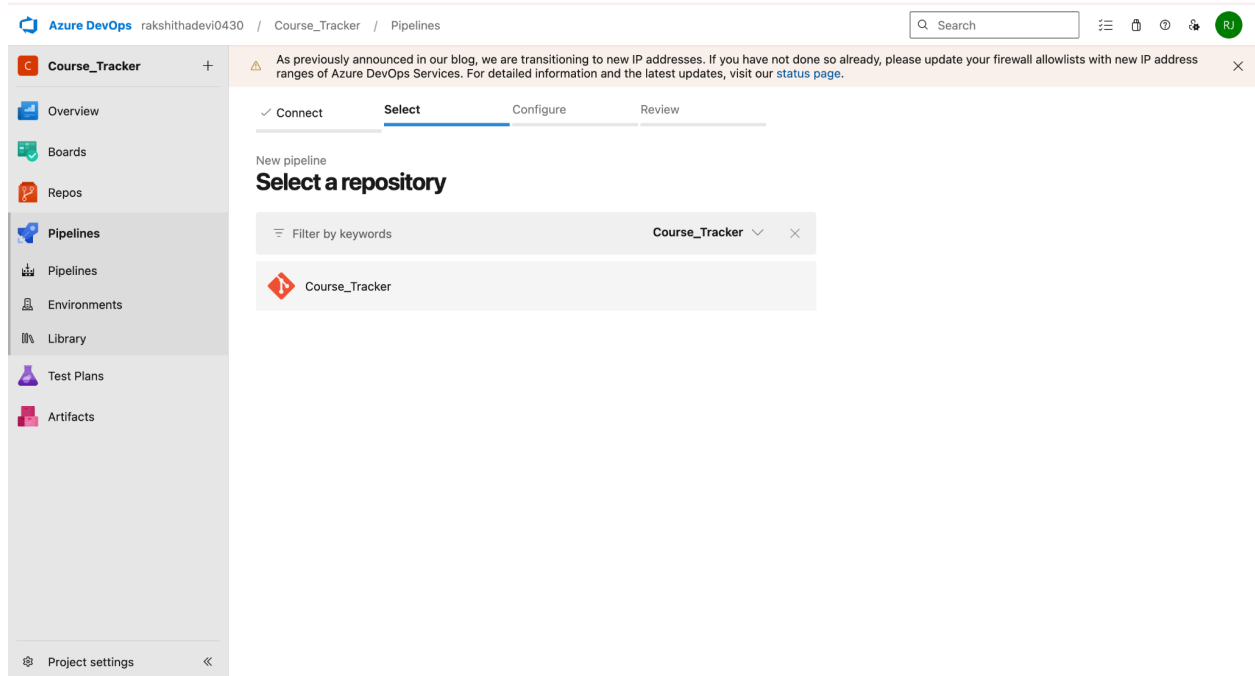 Azure DevOps rakshithadevi0430 / Course_Tracker / Pipelines
Search
RJ
C Course_Tracker +
As previously announced in our blog, we are transitioning to new IP addresses. If you have not done so already, please update your firewall allowlists with new IP address
ranges of Azure DevOps Services. For detailed information and the latest updates, visit our status page.
Overview
Boards
Repos
Pipelines
Pipelines
Environments
Library
Test Plans
Artifacts
Project settings
Connect Select Configure Review
New pipeline
Select a repository
Filter by keywords Course_Tracker
Course_Tracker